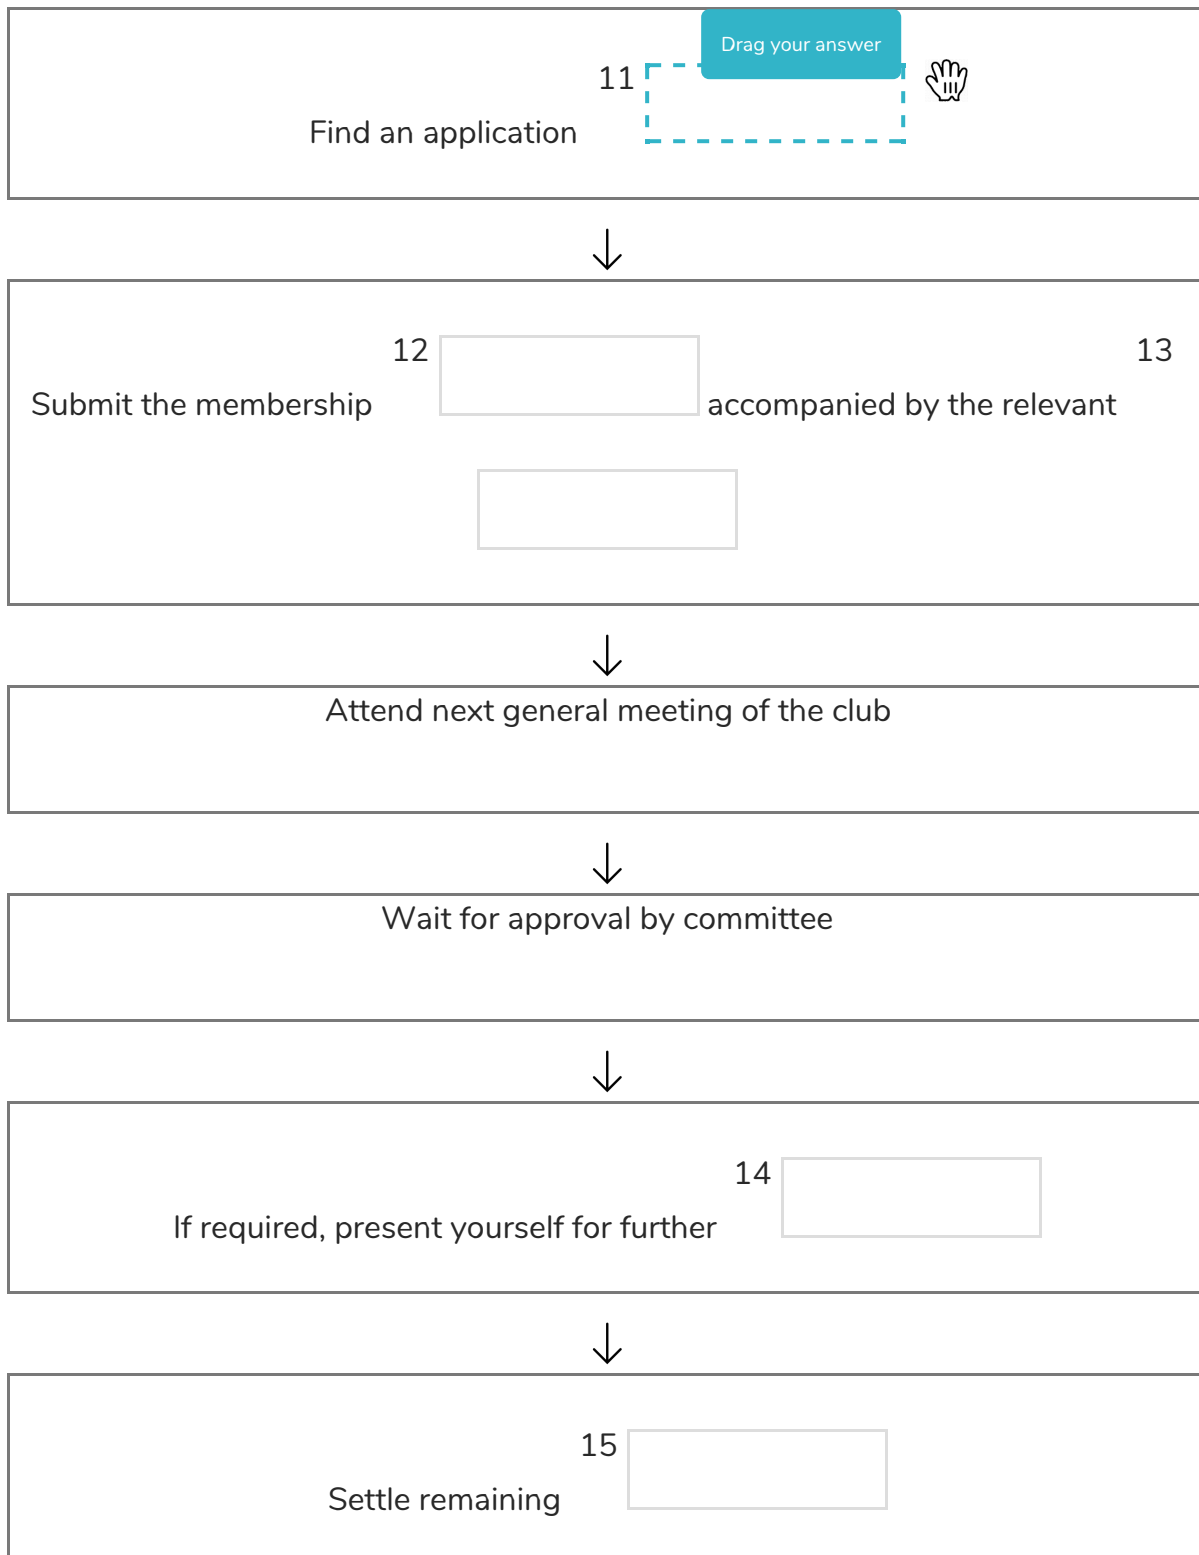 Drag your answer
11
Find an application
12
13
Submit the membership accompanied by the relevant
Attend next general meeting of the club
Wait for approval by committee
14
If required, present yourself for further
15
Settle remaining